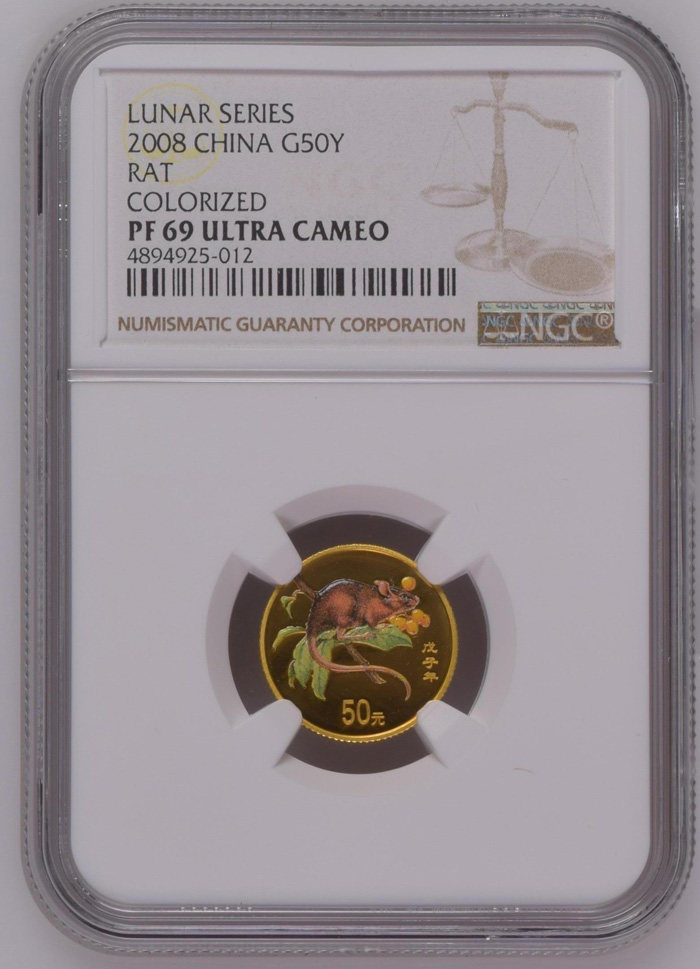 LUNAR SERIES
2008 CHINA G50Y
RAT
COLORIZED
PF 69 ULTRA CAMEO
4894925-012
NUMISMATIC GUARANTY CORPORATION
NGC®
戊子年
50元